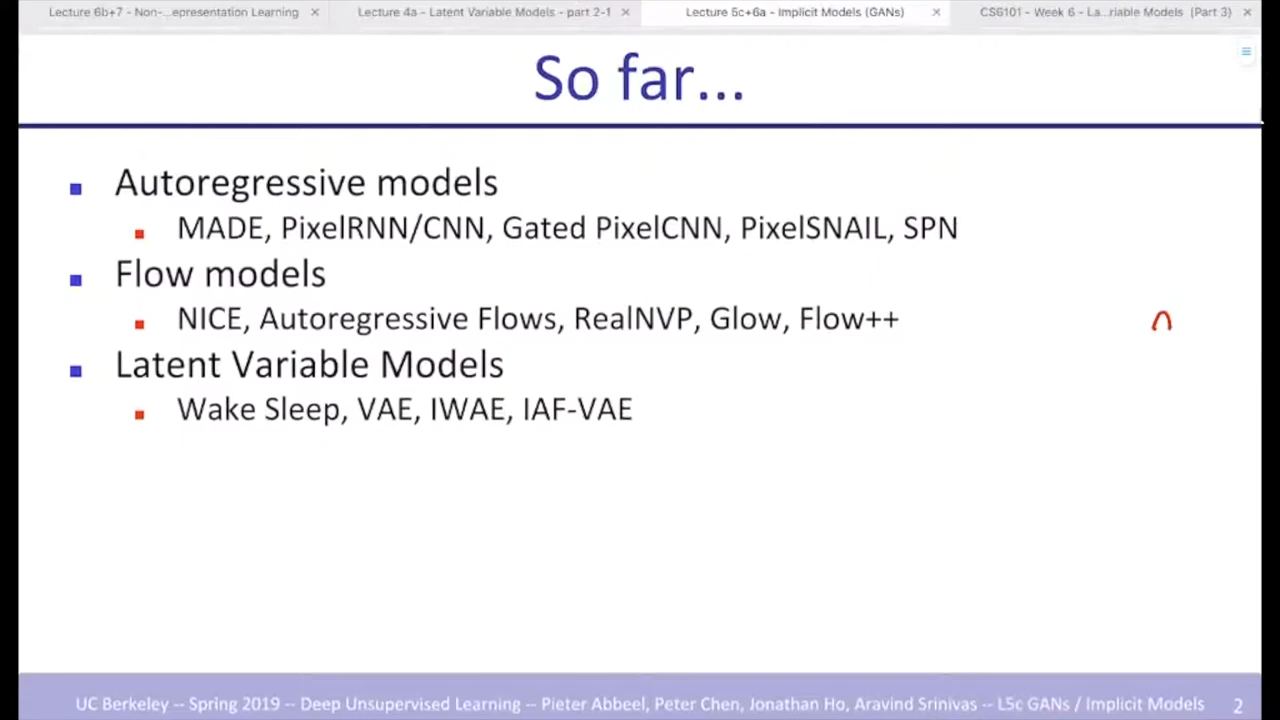 Lecture 6b+7 - Non-...epresentation Learning × Lecture 4a - Latent Variable Models - part 2-1 × Lecture 5c+6a - Implicit Models (GANs) × CS6101 - Week 6 - La...riable Models (Part 3) ×
So far...
Autoregressive models
MADE, PixelRNN/CNN, Gated PixelCNN, PixelSNAIL, SPN
Flow models
NICE, Autoregressive Flows, RealNVP, Glow, Flow++
Latent Variable Models
Wake Sleep, VAE, IWAE, IAF-VAE
UC Berkeley -- Spring 2019 -- Deep Unsupervised Learning -- Pieter Abbeel, Peter Chen, Jonathan Ho, Aravind Srinivas -- L5c GANs / Implicit Models 2